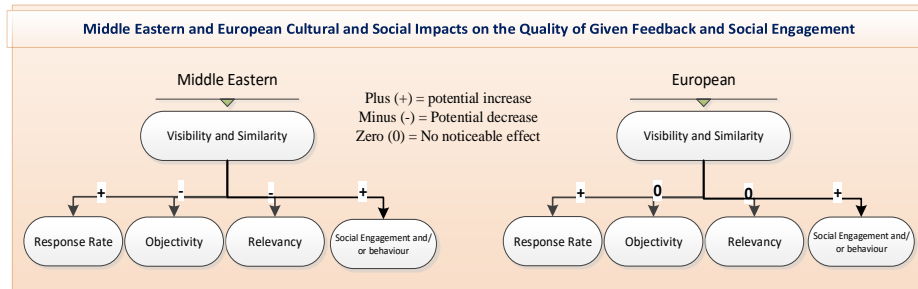 Middle Eastern and European Cultural and Social Impacts on the Quality of Given Feedback and Social Engagement
Middle Eastern
Visibility and Similarity
+
-
-
+
Response Rate
Objectivity
Relevancy
Social Engagement and/
or behaviour
Plus (+) = potential increase
Minus (-) = Potential decrease
Zero (0) = No noticeable effect
European
Visibility and Similarity
+
0
0
+
Response Rate
Objectivity
Relevancy
Social Engagement and/
or behaviour